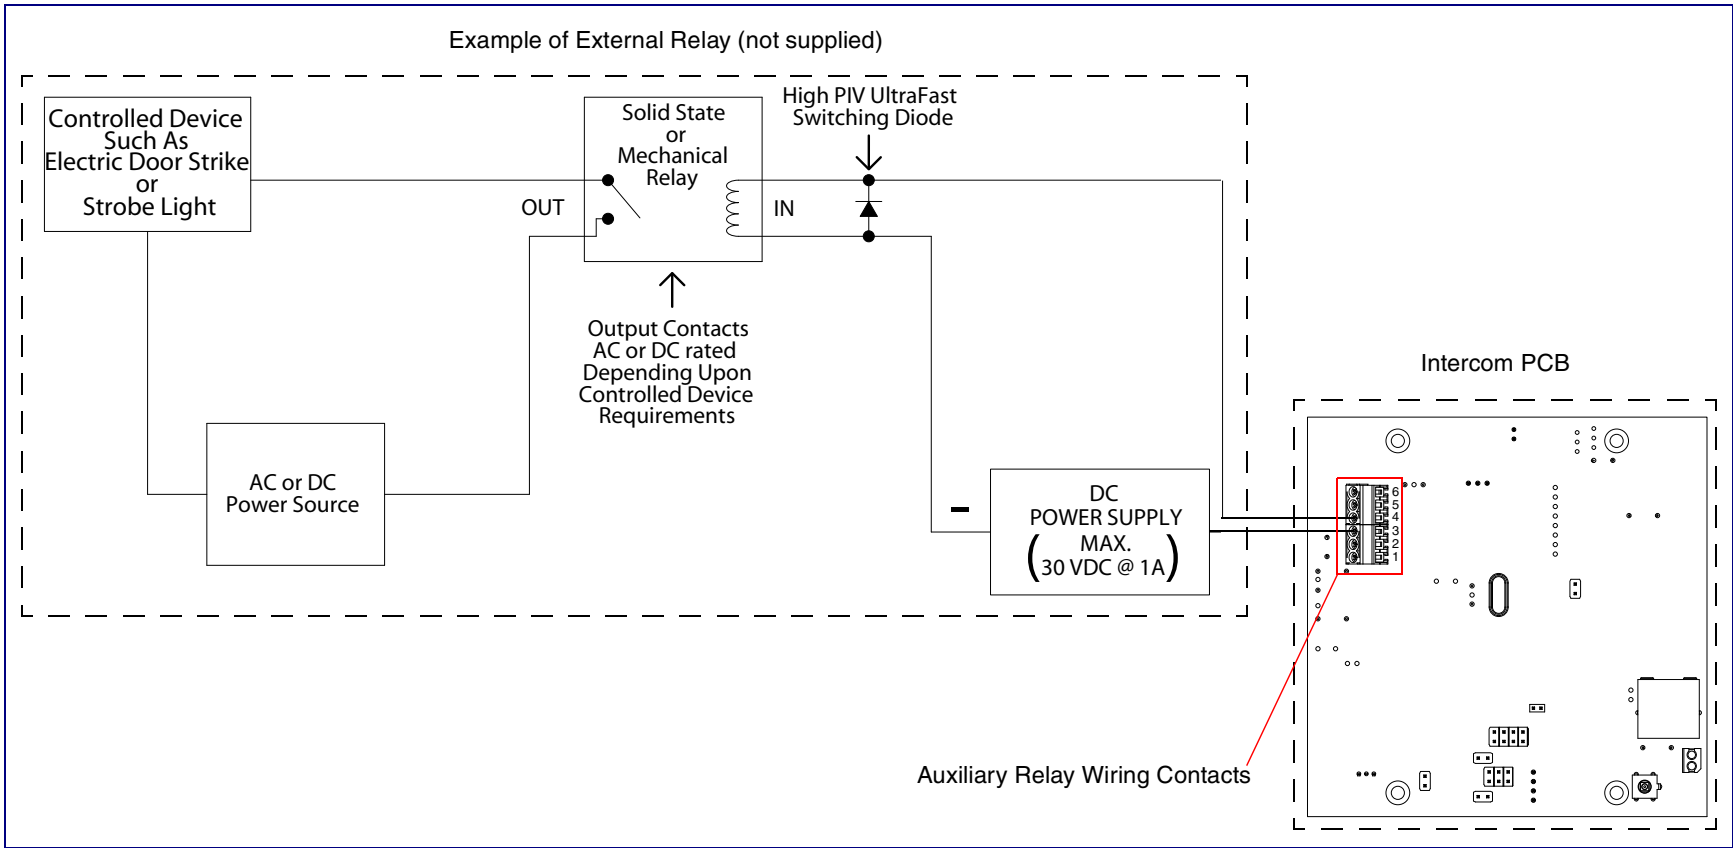 Example of External Relay (not supplied)
Controlled Device
Such As
Electric Door Strike
or
Strobe Light
Solid State
or
Mechanical
Relay
High PIV UltraFast
Switching Diode
OUT
IN
Output Contacts
AC or DC rated
Depending Upon
Controlled Device
Requirements
AC or DC
Power Source
–
DC
POWER SUPPLY
MAX.
(30 VDC @ 1A)
Intercom PCB
6
5
4
3
2
1
Auxiliary Relay Wiring Contacts